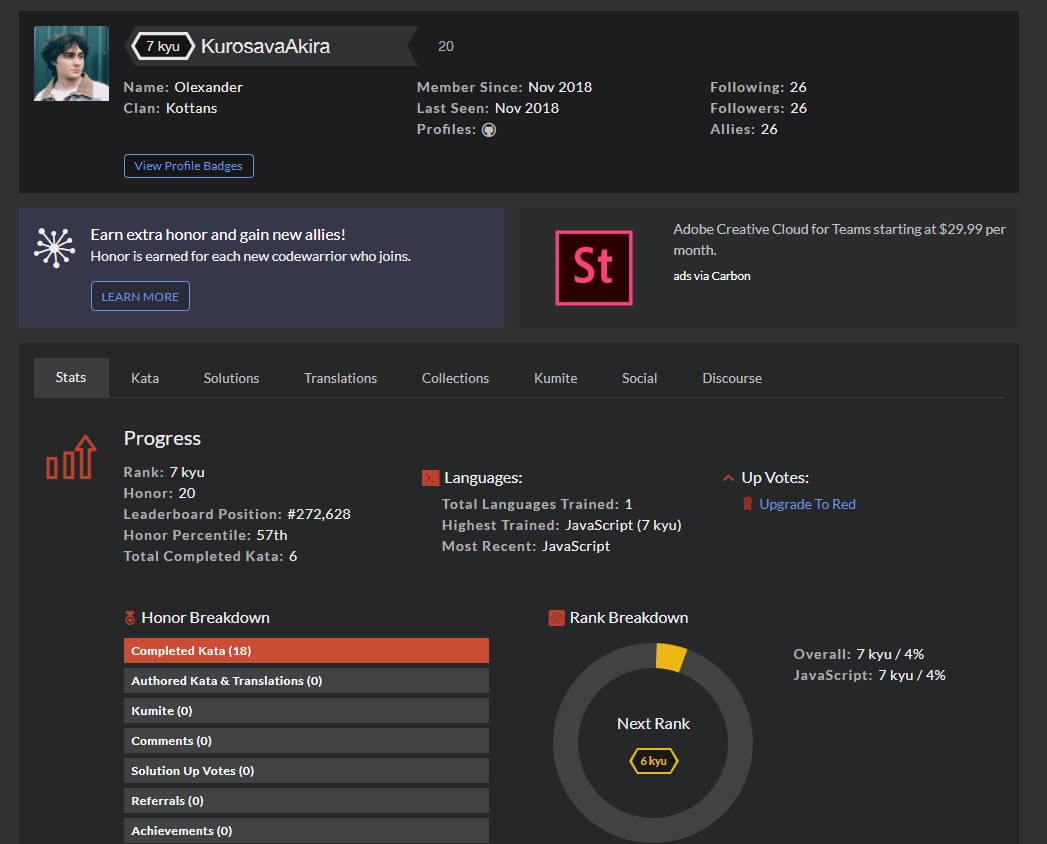 7 kyu KurosavaAkira 20
Name: Olexander
Clan: Kottans
Member Since: Nov 2018
Last Seen: Nov 2018
Profiles:
Following: 26
Followers: 26
Allies: 26
View Profile Badges
Earn extra honor and gain new allies!
Honor is earned for each new codewarrior who joins.
LEARN MORE
St
Adobe Creative Cloud for Teams starting at $29.99 per
month.
ads via Carbon
Stats Kata Solutions Translations Collections Kumite Social Discourse
Progress
Rank: 7 kyu
Honor: 20
Leaderboard Position: #272,628
Honor Percentile: 57th
Total Completed Kata: 6
Languages:
Total Languages Trained: 1
Highest Trained: JavaScript (7 kyu)
Most Recent: JavaScript
Up Votes:
Upgrade To Red
Honor Breakdown
Completed Kata (18)
Authored Kata & Translations (0)
Kumite (0)
Comments (0)
Solution Up Votes (0)
Referrals (0)
Achievements (0)
Rank Breakdown
Next Rank
6 kyu
Overall: 7 kyu / 4%
JavaScript: 7 kyu / 4%